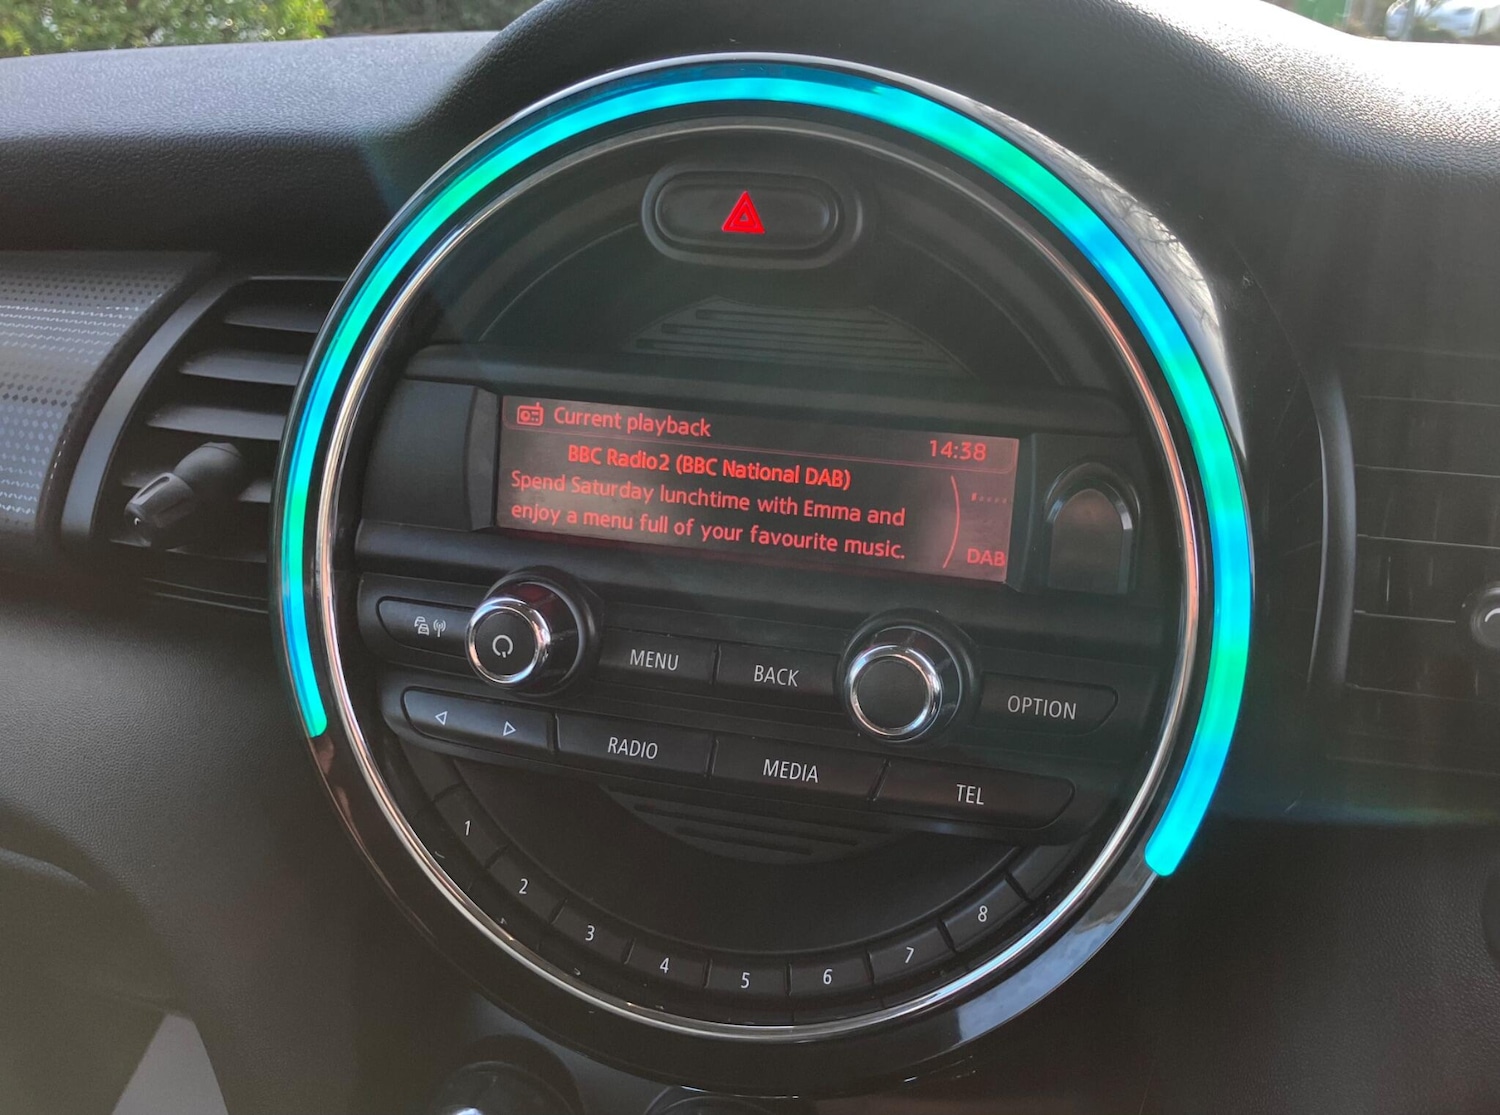 Current playback
14:38
BBC Radio2 (BBC National DAB)
Spend Saturday lunchtime with Emma and
enjoy a menu full of your favourite music.
DAB
MENU
BACK
OPTION
RADIO
MEDIA
TEL
1
2
3
4
5
6
7
8